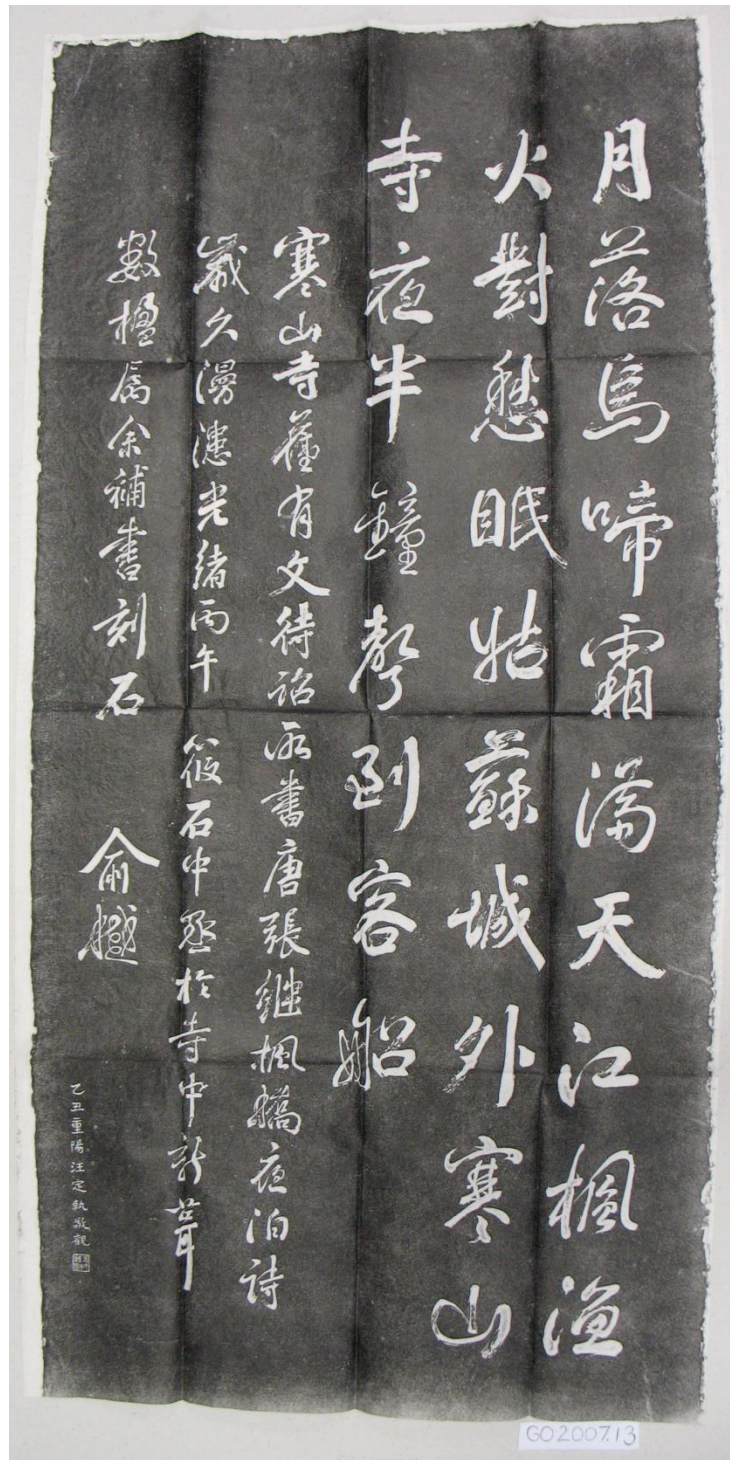 月落烏啼霜滿天江楓漁
火對愁眠姑蘇城外寒山
寺夜半鐘聲到客船
寒山寺舊有文待詔所書唐張繼楓橋夜泊詩
歲久漫漶光緒丙午 筱石中丞於寺中新葺
數楹屬余補書刻石 俞樾
乙丑重陽汪定執敬觀
GO2007.13